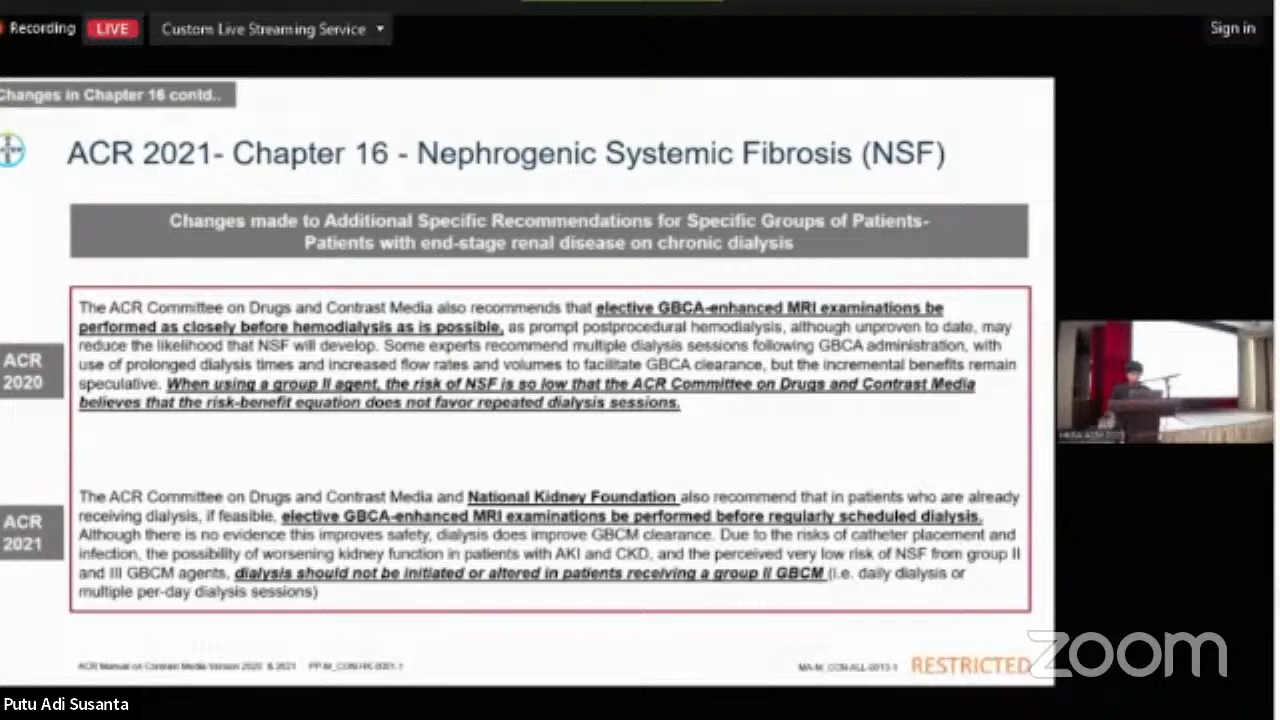 Recording
LIVE
Custom Live Streaming Service
Sign in
Changes in Chapter 16 contd..
ACR 2021- Chapter 16 - Nephrogenic Systemic Fibrosis (NSF)
Changes made to Additional Specific Recommendations for Specific Groups of Patients-
Patients with end-stage renal disease on chronic dialysis
ACR
2020
The ACR Committee on Drugs and Contrast Media also recommends that elective GBCA-enhanced MRI examinations be
performed as closely before hemodialysis as is possible, as prompt postprocedural hemodialysis, although unproven to date, may
reduce the likelihood that NSF will develop. Some experts recommend multiple dialysis sessions following GBCA administration, with
use of prolonged dialysis times and increased flow rates and volumes to facilitate GBCA clearance, but the incremental benefits remain
speculative. When using a group II agent, the risk of NSF is so low that the ACR Committee on Drugs and Contrast Media
believes that the risk-benefit equation does not favor repeated dialysis sessions.
ACR
2021
The ACR Committee on Drugs and Contrast Media and National Kidney Foundation also recommend that in patients who are already
receiving dialysis, if feasible, elective GBCA-enhanced MRI examinations be performed before regularly scheduled dialysis.
Although there is no evidence this improves safety, dialysis does improve GBCM clearance. Due to the risks of catheter placement and
infection, the possibility of worsening kidney function in patients with AKI and CKD, and the perceived very low risk of NSF from group II
and III GBCM agents, dialysis should not be initiated or altered in patients receiving a group II GBCM (i.e. daily dialysis or
multiple per-day dialysis sessions)
ACR Manual on Contrast Media Version 2020 & 2021
RESTRICTED
zoom
Putu Adi Susanta